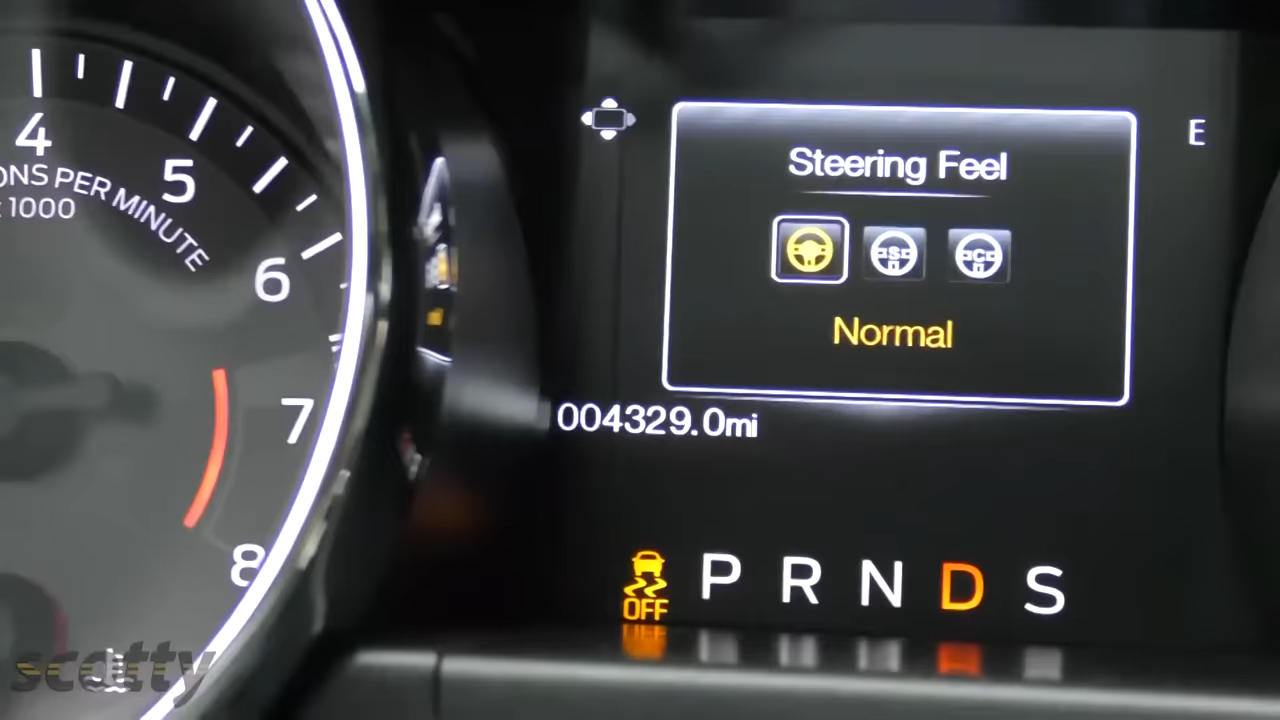 4
5
6
7
8
ONS PER MINUTE
1000
Steering Feel
S
C
Normal
E
004329.0mi
OFF
P R N D S
scotty